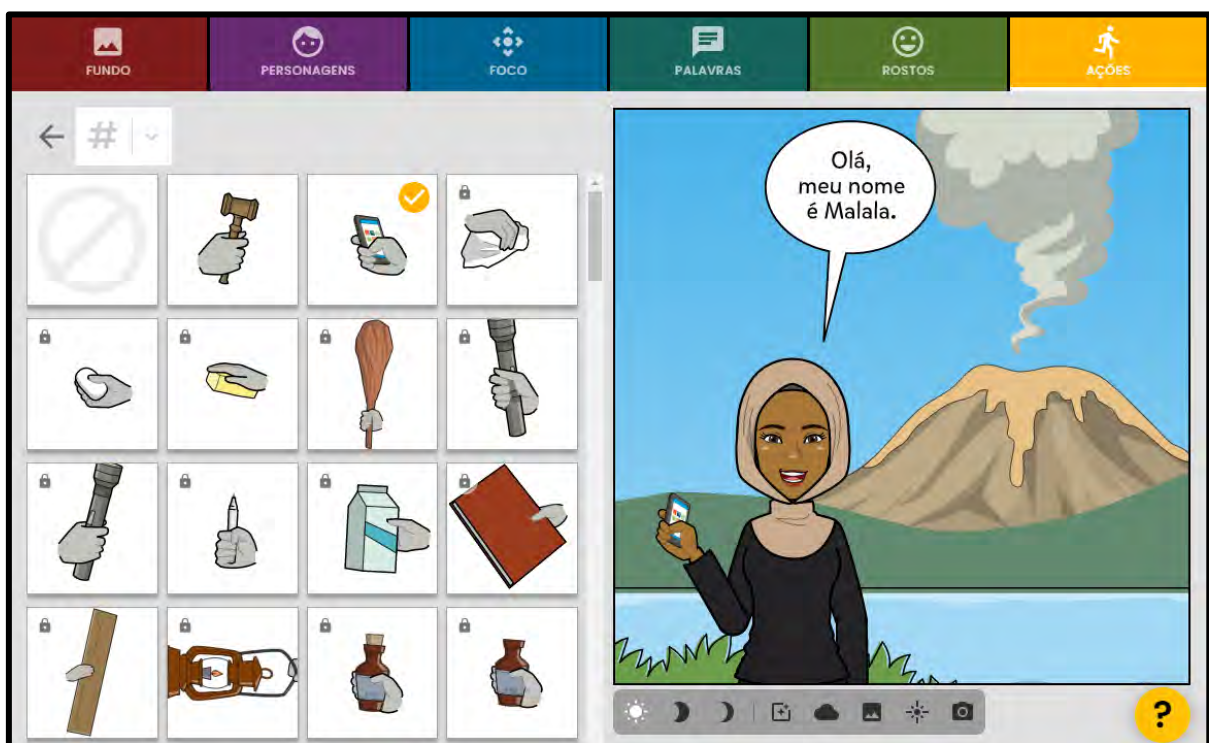 FUNDO
PERSONAGENS
FOCO
PALAVRAS
ROSTOS
AÇÕES
#
Olá,
meu nome
é Malala.
?